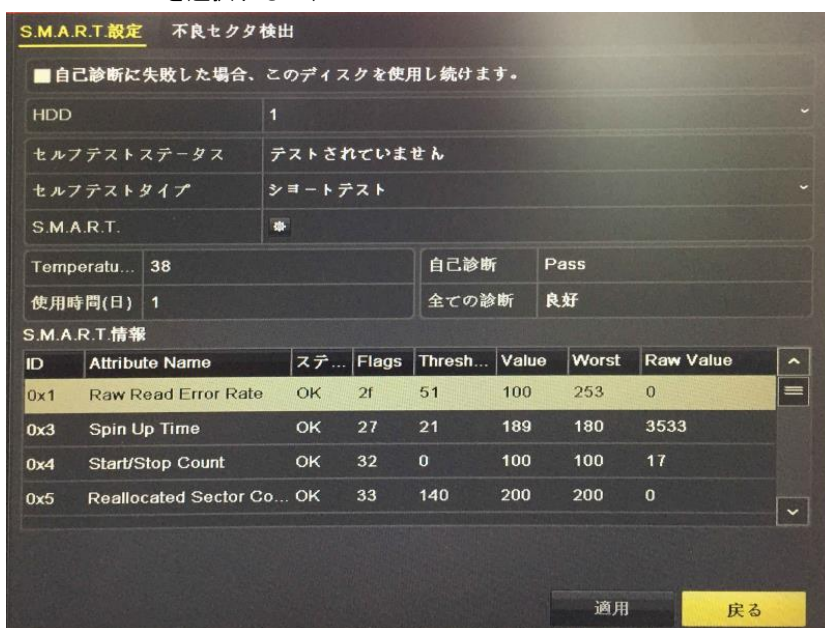 S.M.A.R.T.設定 不良セクタ検出
自己診断に失敗した場合、このディスクを使用し続けます。
HDD 1
セルフテストステータス テストされていません
セルフテストタイプ ショートテスト
S.M.A.R.T.
Temperatu... 38 自己診断 Pass
使用時間(日) 1 全ての診断 良好
S.M.A.R.T.情報
ID Attribute Name ステ... Flags Thresh... Value Worst Raw Value
0x1 Raw Read Error Rate OK 2f 51 100 253 0
0x3 Spin Up Time OK 27 21 189 180 3533
0x4 Start/Stop Count OK 32 0 100 100 17
0x5 Reallocated Sector Co... OK 33 140 200 200 0
適用 戻る